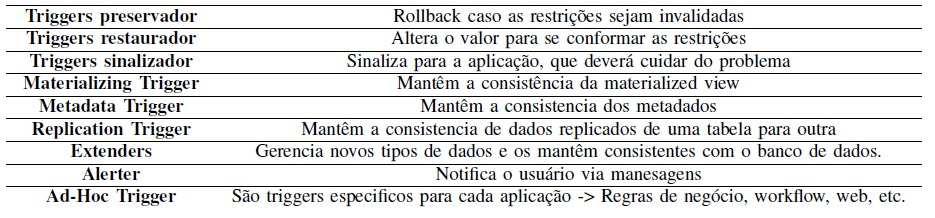 Triggers preservador Rollback caso as restrições sejam invalidadas
Triggers restaurador Altera o valor para se conformar as restrições
Triggers sinalizador Sinaliza para a aplicação, que deverá cuidar do problema
Materializing Trigger Mantêm a consistência da materialized view
Metadata Trigger Mantêm a consistencia dos metadados
Replication Trigger Mantêm a consistencia de dados replicados de uma tabela para outra
Extenders Gerencia novos tipos de dados e os mantêm consistentes com o banco de dados.
Alerter Notifica o usuário via manesagens
Ad-Hoc Trigger São triggers especificos para cada aplicação -> Regras de negócio, workflow, web, etc.